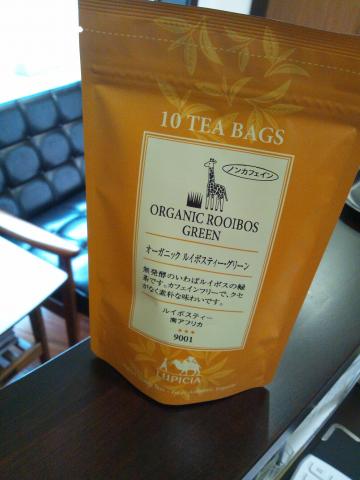 10 TEA BAGS
ノンカフェイン
ORGANIC ROOIBOS
GREEN
オーガニック ルイボスティー・グリーン
無発酵のいわばルイボスの緑
茶です。カフェインフリーで、クセ
がなく素朴な味わいです。
ルイボスティー
南アフリカ
★★★
9001
LUPICIA